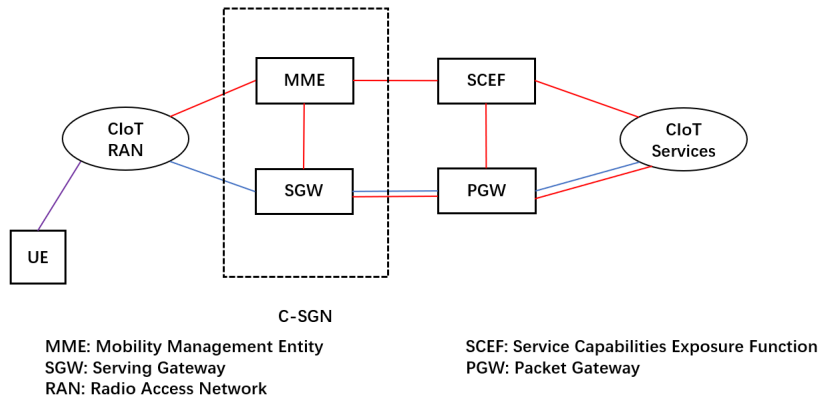 MME
SCEF
CIoT
RAN
CIoT
Services
SGW
PGW
UE
C-SGN
MME: Mobility Management Entity
SGW: Serving Gateway
RAN: Radio Access Network
SCEF: Service Capabilities Exposure Function
PGW: Packet Gateway